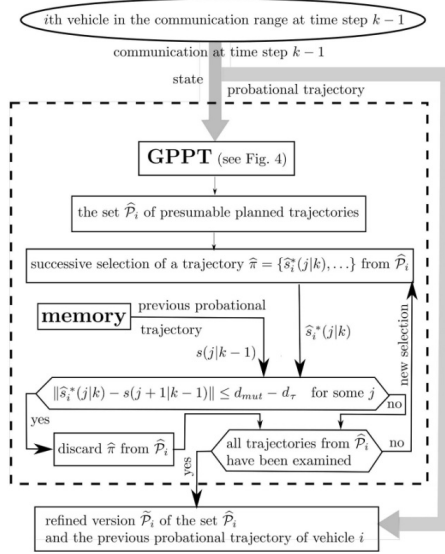 ith vehicle in the communication range at time step k − 1
communication at time step k − 1
state
probational trajectory
GPPT (see Fig. 4)
the set 𝒫̂ᵢ of presumable planned trajectories
successive selection of a trajectory π̂ = {ŝᵢ*(j|k), …} from 𝒫̂ᵢ
memory
previous probational
trajectory
s(j|k−1)
ŝᵢ*(j|k)
new selection
‖ŝᵢ*(j|k) − s(j+1|k−1)‖ ≤ d_mut − d_τ for some j
yes
no
discard π̂ from 𝒫̂ᵢ
all trajectories from 𝒫̂ᵢ
have been examined
no
yes
refined version 𝒫̃ᵢ of the set 𝒫̂ᵢ
and the previous probational trajectory of vehicle i